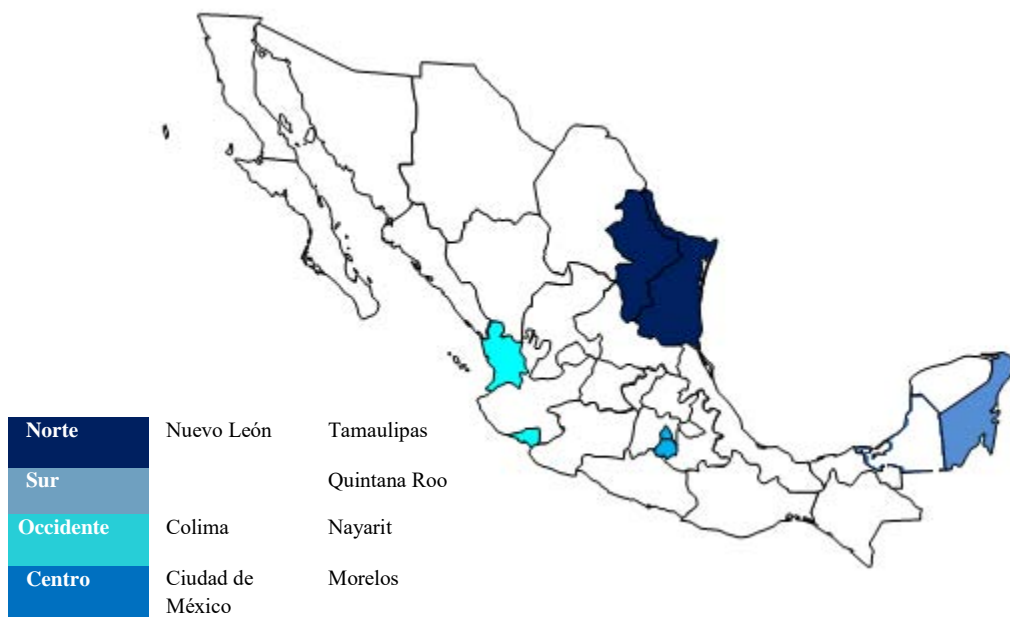 Norte Nuevo León Tamaulipas
Sur Quintana Roo
Occidente Colima Nayarit
Centro Ciudad de Morelos
México